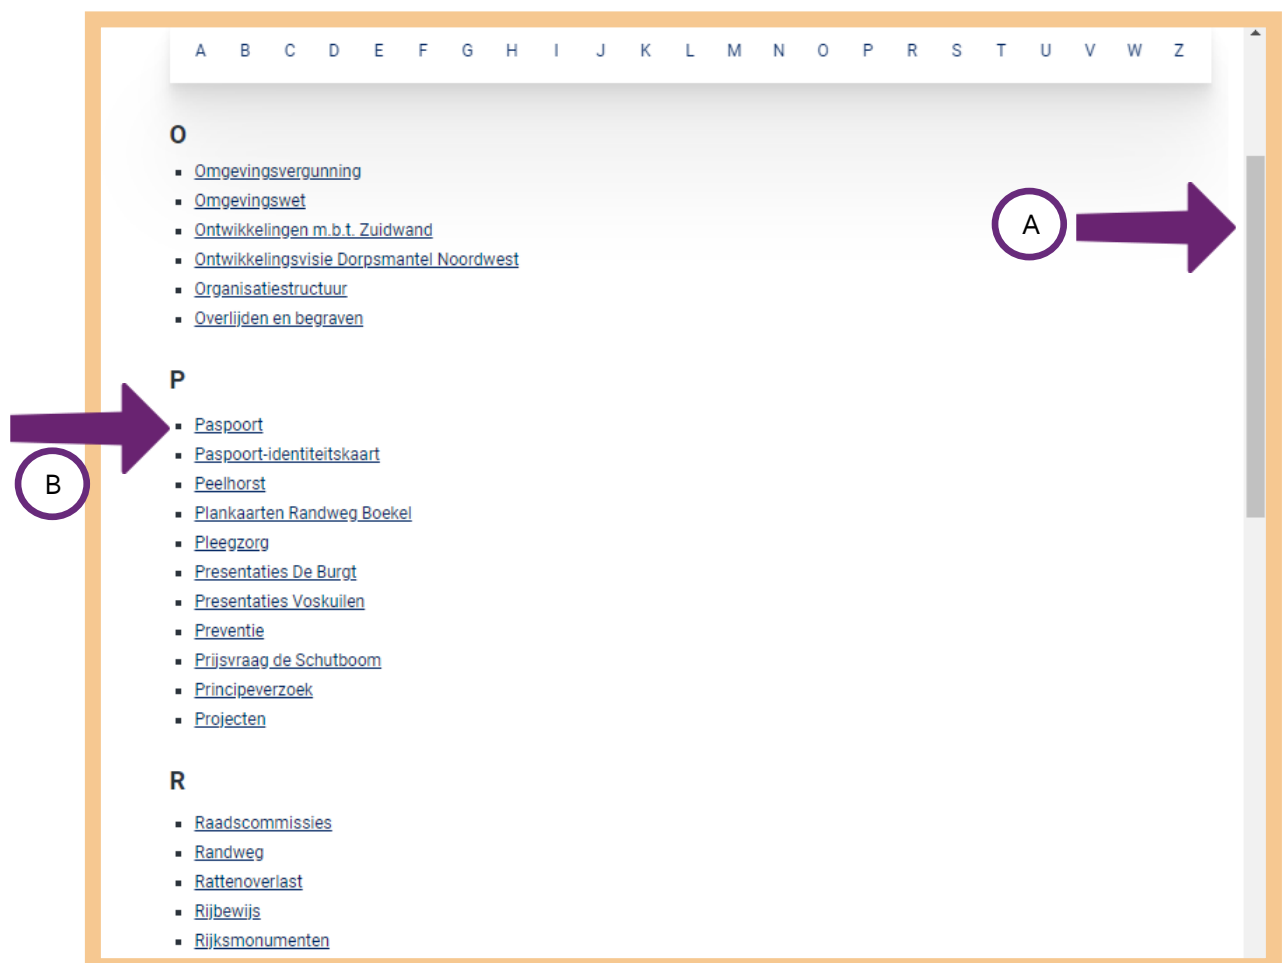 A B C D E F G H I J K L M N O P R S T U V W Z
O
Omgevingsvergunning
Omgevingswet
A
Ontwikkelingen m.b.t. Zuidwand
Ontwikkelingsvisie Dorpsmantel Noordwest
Organisatiestructuur
Overlijden en begraven
P
Paspoort
Paspoort-identiteitskaart
B
Peelhorst
Plankaarten Randweg Boekel
Pleegzorg
Presentaties De Burgt
Presentaties Voskuilen
Preventie
Prijsvraag de Schutboom
Principeverzoek
Projecten
R
Raadscommissies
Randweg
Rattenoverlast
Rijbewijs
Rijksmonumenten